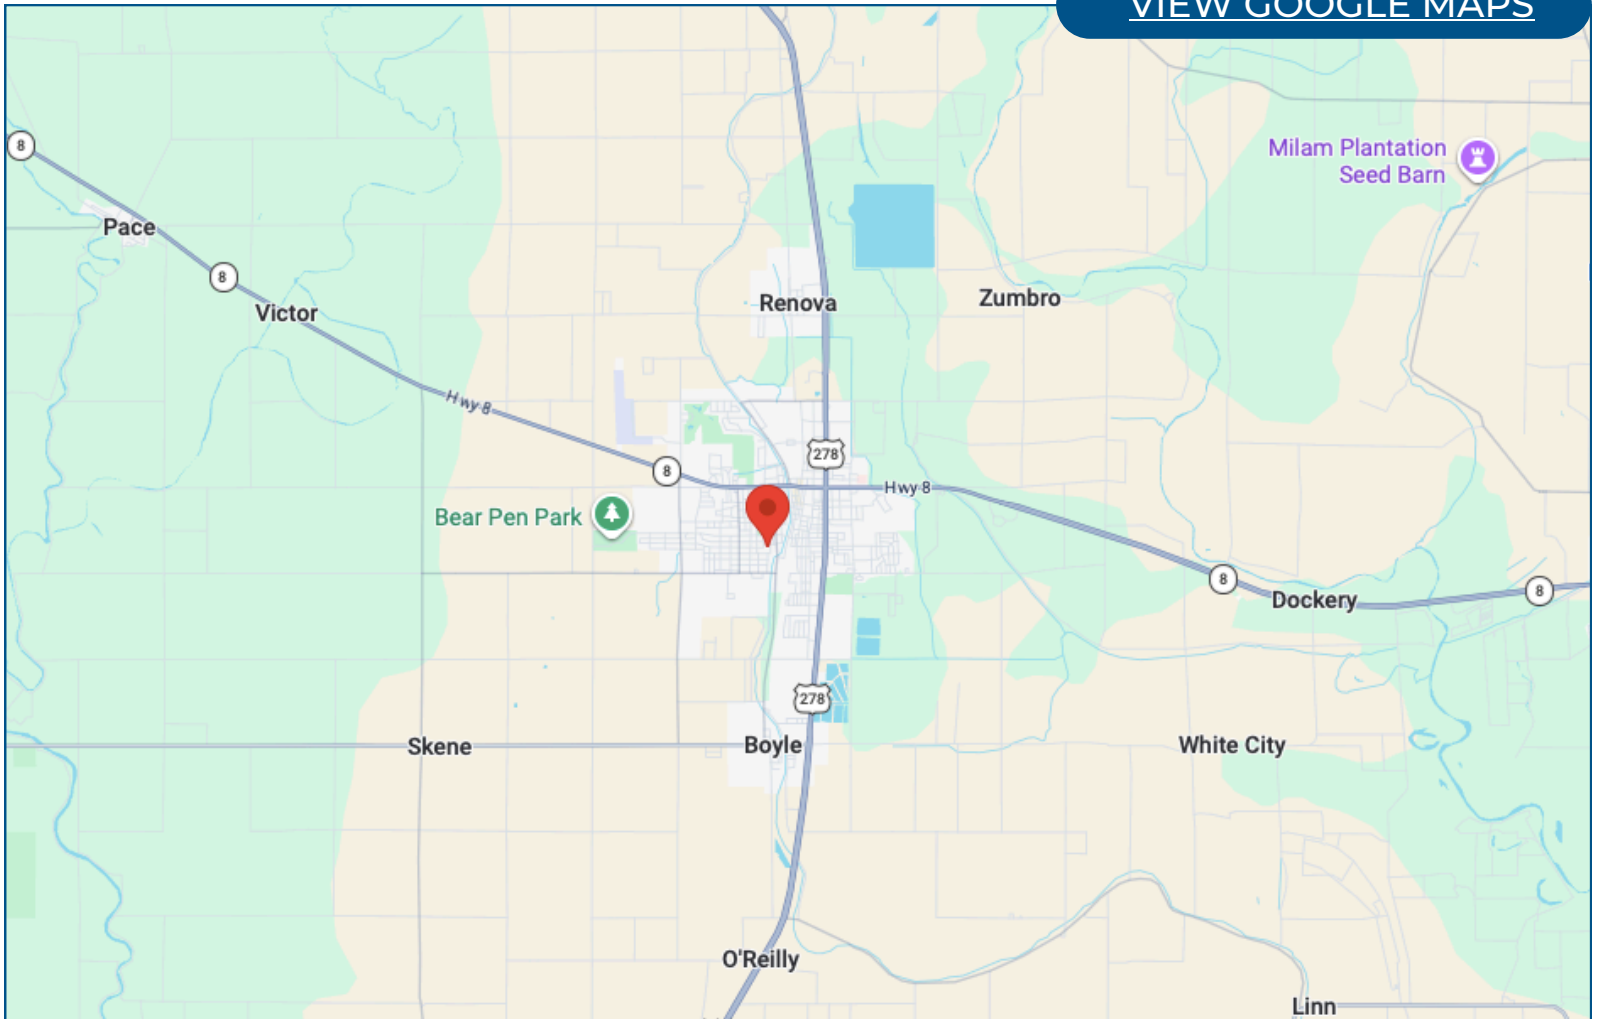 VIEW GOOGLE MAPS
8
Milam Plantation
Seed Barn
Pace
8
Victor
Renova
Zumbro
Hwy 8
278
8
Hwy 8
Bear Pen Park
8
Dockery
8
278
Skene
Boyle
White City
O'Reilly
Linn